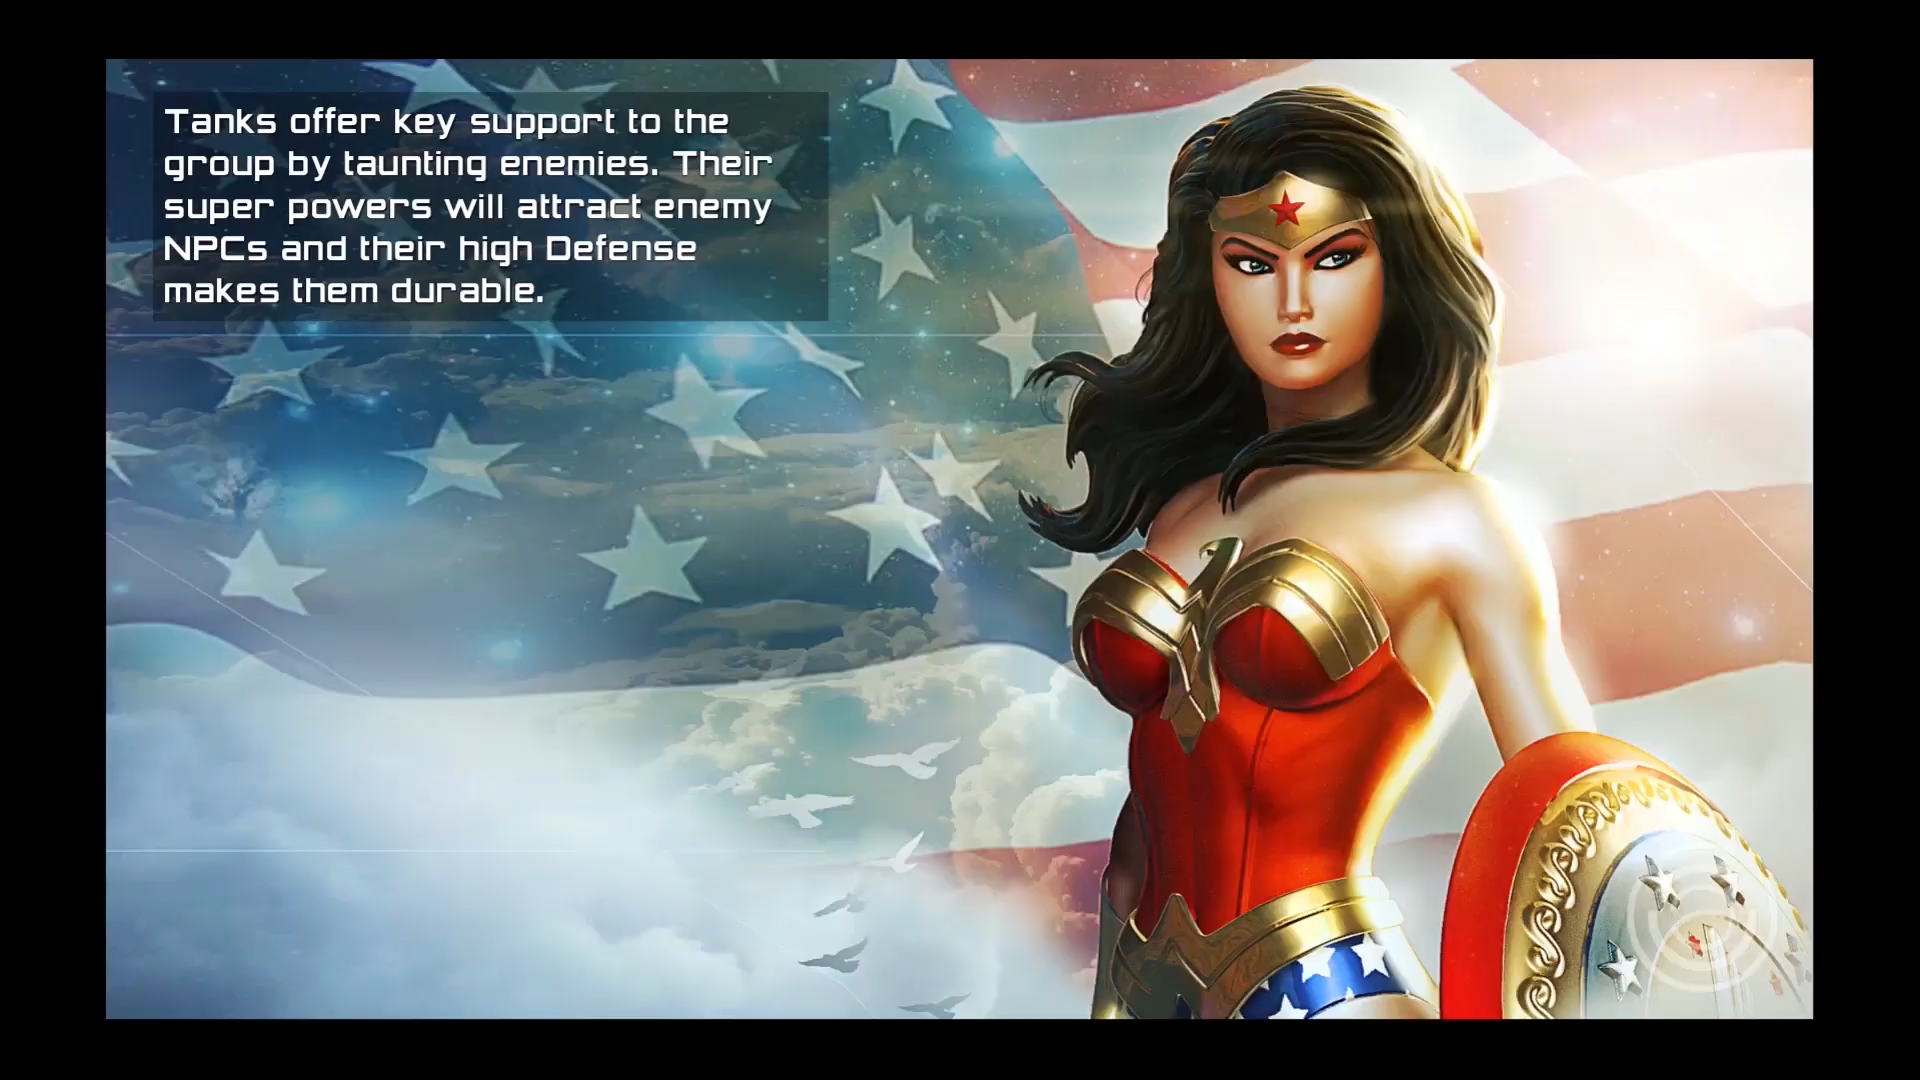 Tanks offer key support to the
group by taunting enemies. Their
super powers will attract enemy
NPCs and their high Defense
makes them durable.